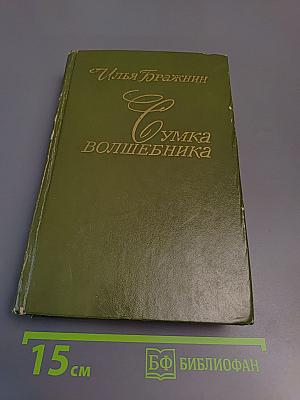 Илья Бражнин
Сумка
ВОЛШЕБНИКА
15 см
БФ БИБЛИОФАН